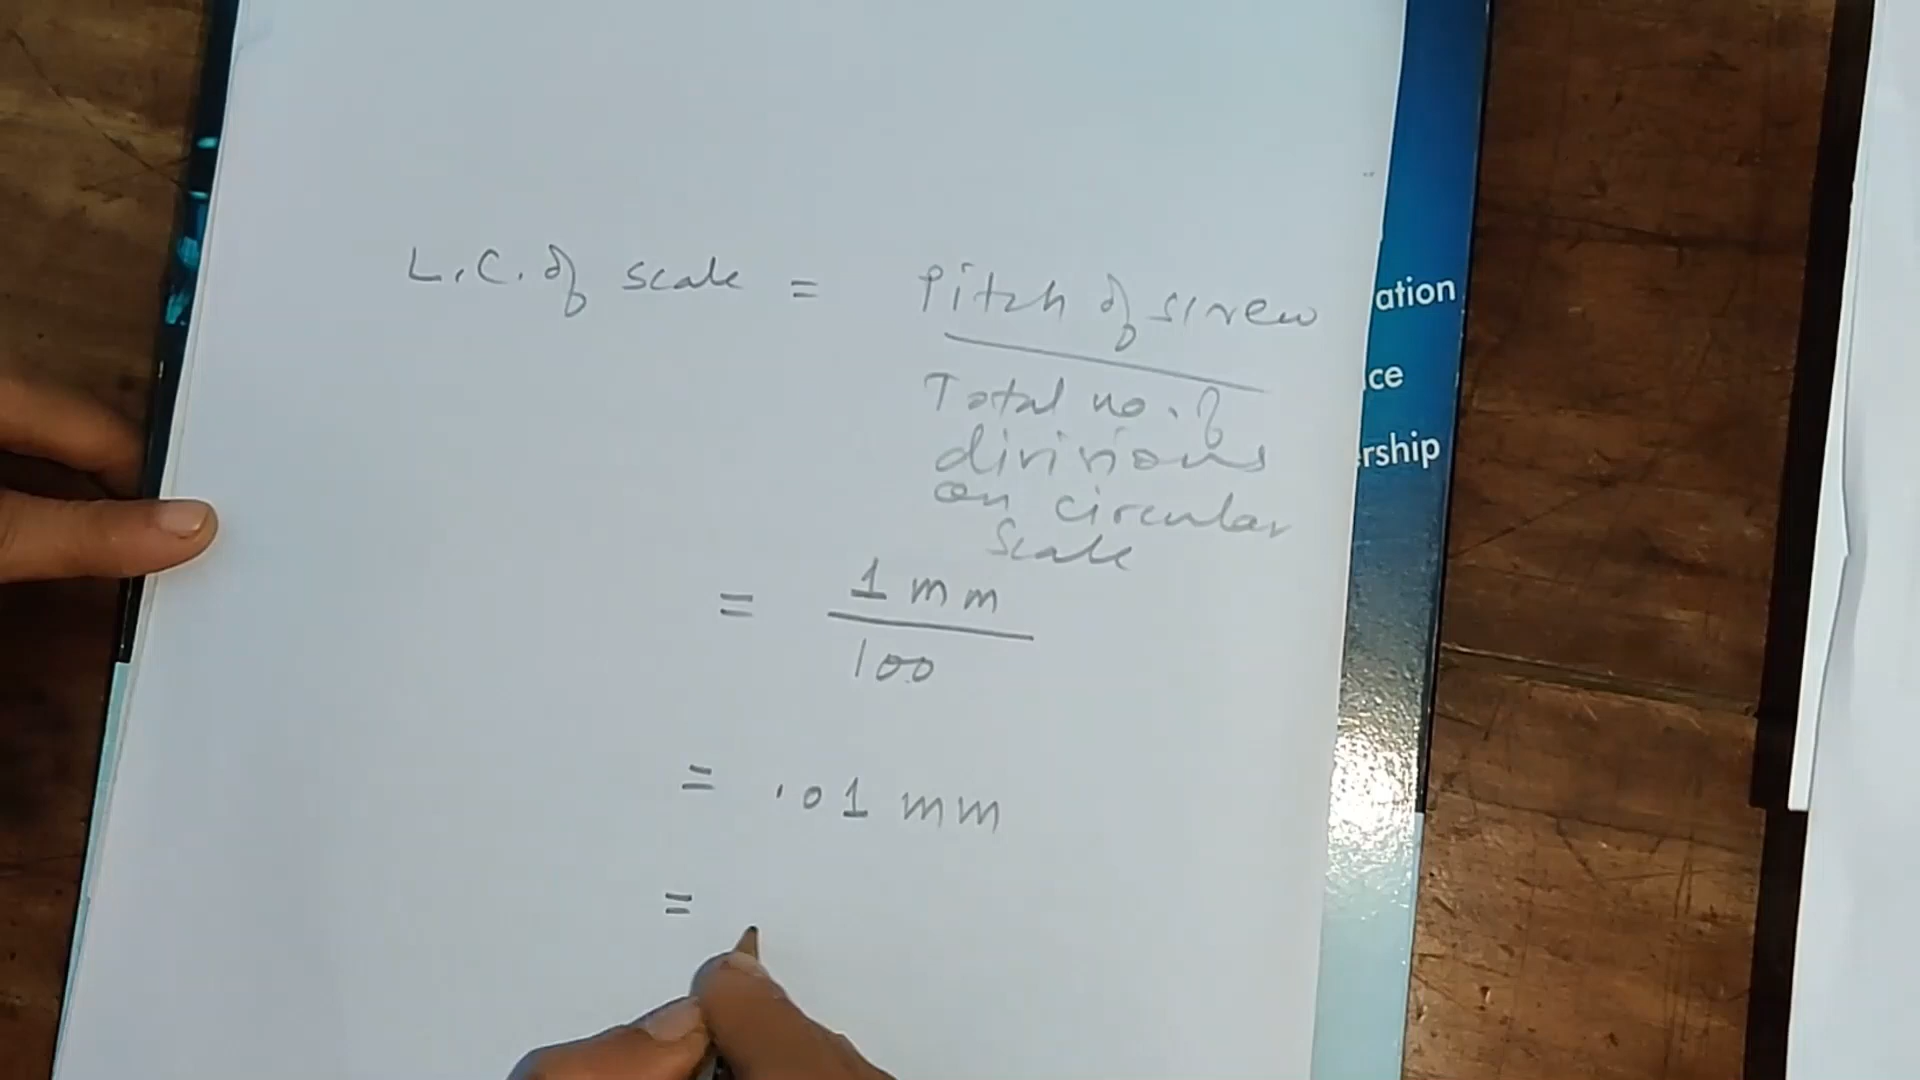 L.C. of scale = Pitch of screw
Total no. of
divisions
on circular
Scale
= 1 mm
100
= .01 mm
=
ation
ce
rship